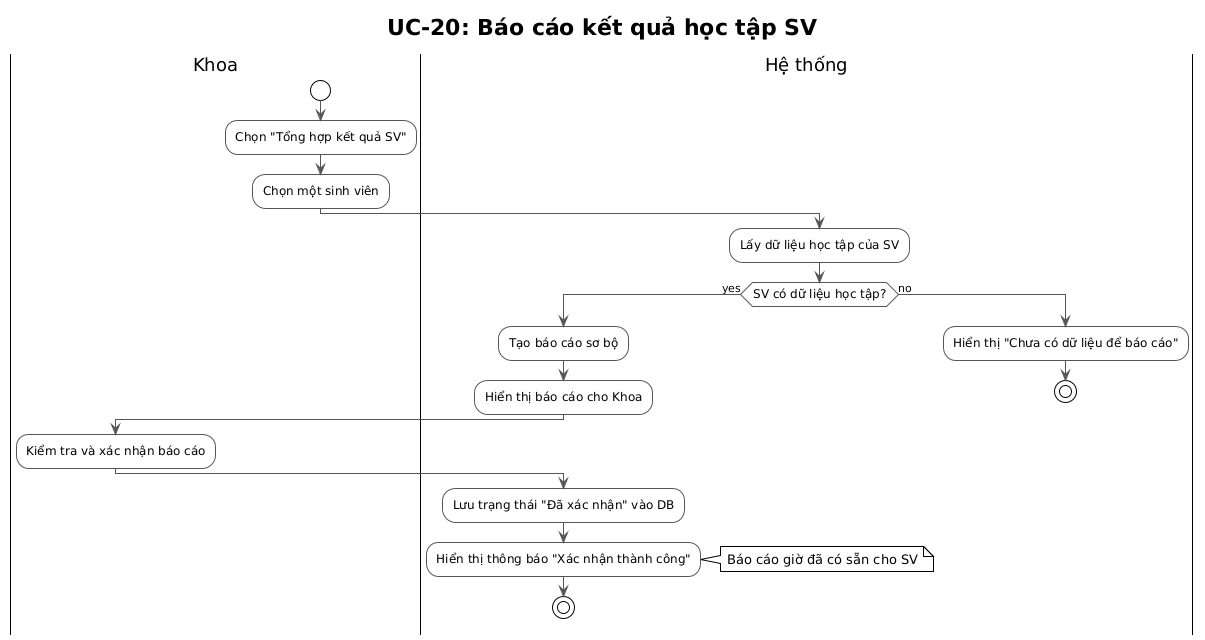 UC-20: Báo cáo kết quả học tập SV
Khoa
Hệ thống
Chọn "Tổng hợp kết quả SV"
Chọn một sinh viên
Lấy dữ liệu học tập của SV
yes
SV có dữ liệu học tập?
no
Tạo báo cáo sơ bộ
Hiển thị "Chưa có dữ liệu để báo cáo"
Hiển thị báo cáo cho Khoa
Kiểm tra và xác nhận báo cáo
Lưu trạng thái "Đã xác nhận" vào DB
Hiển thị thông báo "Xác nhận thành công"
Báo cáo giờ đã có sẵn cho SV